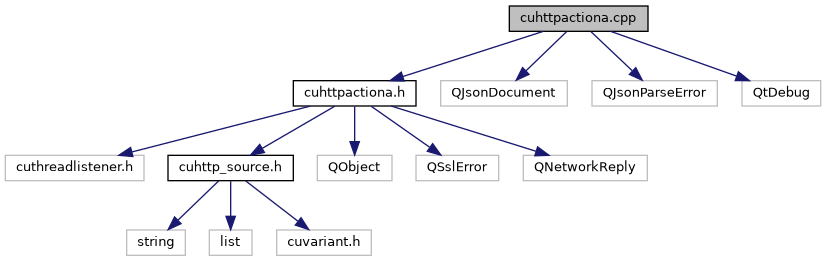 cuhttpactiona.cpp
cuhttpactiona.h
QJsonDocument
QJsonParseError
QtDebug
cuthreadlistener.h
cuhttp_source.h
QObject
QSslError
QNetworkReply
string
list
cuvariant.h